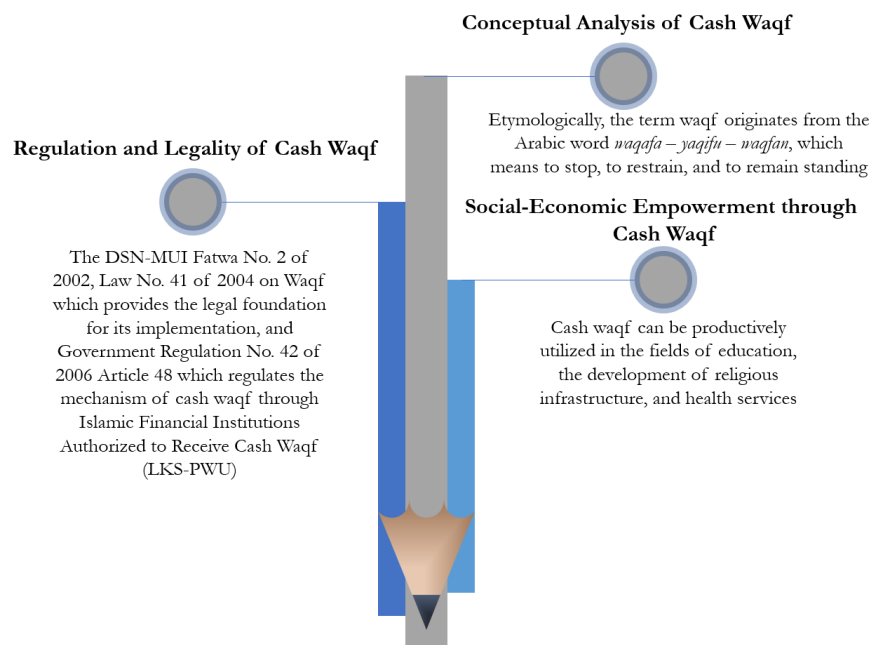 Conceptual Analysis of Cash Waqf
Etymologically, the term waqf originates from the
Arabic word waqafa – yaqifu – waqfan, which
means to stop, to restrain, and to remain standing
Regulation and Legality of Cash Waqf
The DSN-MUI Fatwa No. 2 of
2002, Law No. 41 of 2004 on Waqf
which provides the legal foundation
for its implementation, and
Government Regulation No. 42 of
2006 Article 48 which regulates the
mechanism of cash waqf through
Islamic Financial Institutions
Authorized to Receive Cash Waqf
(LKS-PWU)
Social-Economic Empowerment through
Cash Waqf
Cash waqf can be productively
utilized in the fields of education,
the development of religious
infrastructure, and health services